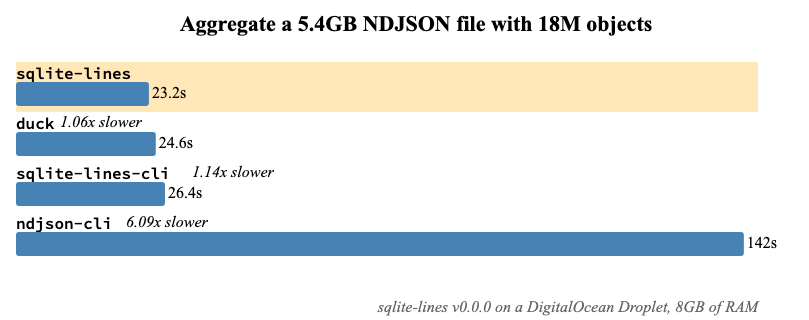 Aggregate a 5.4GB NDJSON file with 18M objects
sqlite-lines
23.2s
duck 1.06x slower
24.6s
sqlite-lines-cli 1.14x slower
26.4s
ndjson-cli 6.09x slower
142s
sqlite-lines v0.0.0 on a DigitalOcean Droplet, 8GB of RAM